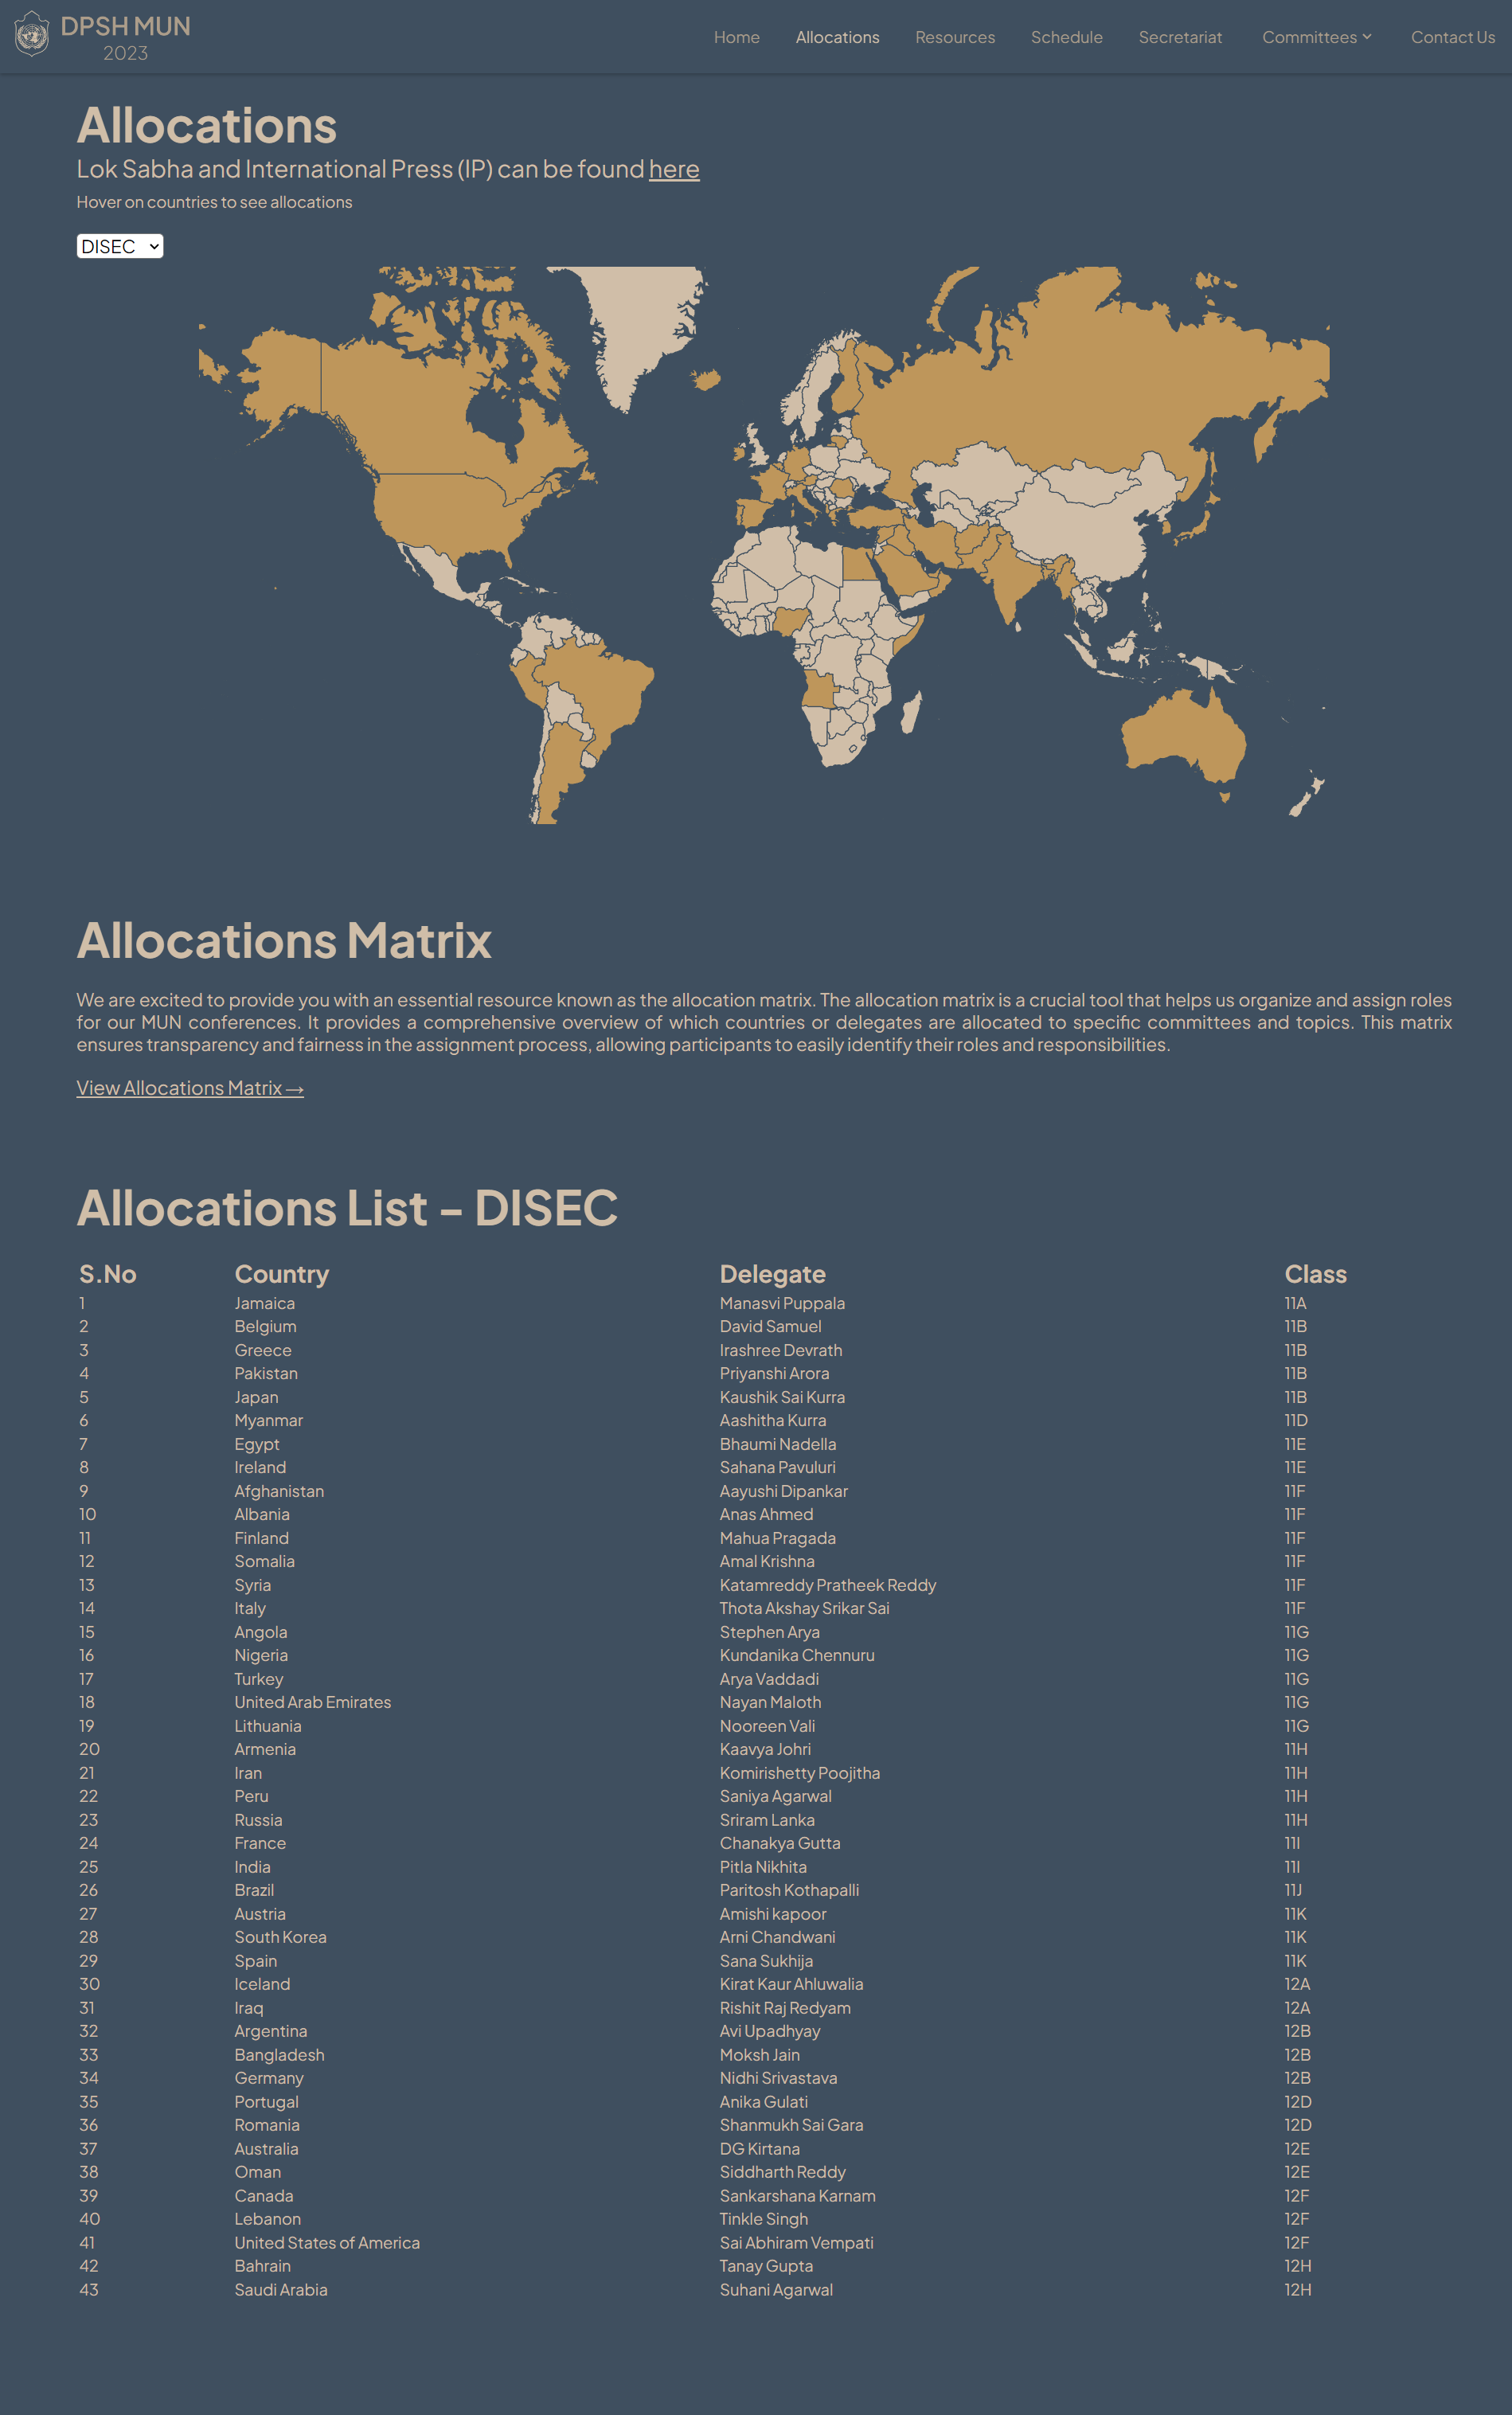 DPSH MUN
2023
Home Allocations Resources Schedule Secretariat Committees Contact Us
Allocations
Lok Sabha and International Press (IP) can be found here
Hover on countries to see allocations
DISEC
Allocations Matrix
We are excited to provide you with an essential resource known as the allocation matrix. The allocation matrix is a crucial tool that helps us organize and assign roles
for our MUN conferences. It provides a comprehensive overview of which countries or delegates are allocated to specific committees and topics. This matrix
ensures transparency and fairness in the assignment process, allowing participants to easily identify their roles and responsibilities.
View Allocations Matrix →
Allocations List - DISEC
S.No Country Delegate Class
1 Jamaica Manasvi Puppala 11A
2 Belgium David Samuel 11B
3 Greece Irashree Devrath 11B
4 Pakistan Priyanshi Arora 11B
5 Japan Kaushik Sai Kurra 11B
6 Myanmar Aashitha Kurra 11D
7 Egypt Bhaumi Nadella 11E
8 Ireland Sahana Pavuluri 11E
9 Afghanistan Aayushi Dipankar 11F
10 Albania Anas Ahmed 11F
11 Finland Mahua Pragada 11F
12 Somalia Amal Krishna 11F
13 Syria Katamreddy Pratheek Reddy 11F
14 Italy Thota Akshay Srikar Sai 11F
15 Angola Stephen Arya 11G
16 Nigeria Kundanika Chennuru 11G
17 Turkey Arya Vaddadi 11G
18 United Arab Emirates Nayan Maloth 11G
19 Lithuania Nooreen Vali 11G
20 Armenia Kaavya Johri 11H
21 Iran Komirishetty Poojitha 11H
22 Peru Saniya Agarwal 11H
23 Russia Sriram Lanka 11H
24 France Chanakya Gutta 11I
25 India Pitla Nikhita 11I
26 Brazil Paritosh Kothapalli 11J
27 Austria Amishi kapoor 11K
28 South Korea Arni Chandwani 11K
29 Spain Sana Sukhija 11K
30 Iceland Kirat Kaur Ahluwalia 12A
31 Iraq Rishit Raj Redyam 12A
32 Argentina Avi Upadhyay 12B
33 Bangladesh Moksh Jain 12B
34 Germany Nidhi Srivastava 12B
35 Portugal Anika Gulati 12D
36 Romania Shanmukh Sai Gara 12D
37 Australia DG Kirtana 12E
38 Oman Siddharth Reddy 12E
39 Canada Sankarshana Karnam 12F
40 Lebanon Tinkle Singh 12F
41 United States of America Sai Abhiram Vempati 12F
42 Bahrain Tanay Gupta 12H
43 Saudi Arabia Suhani Agarwal 12H